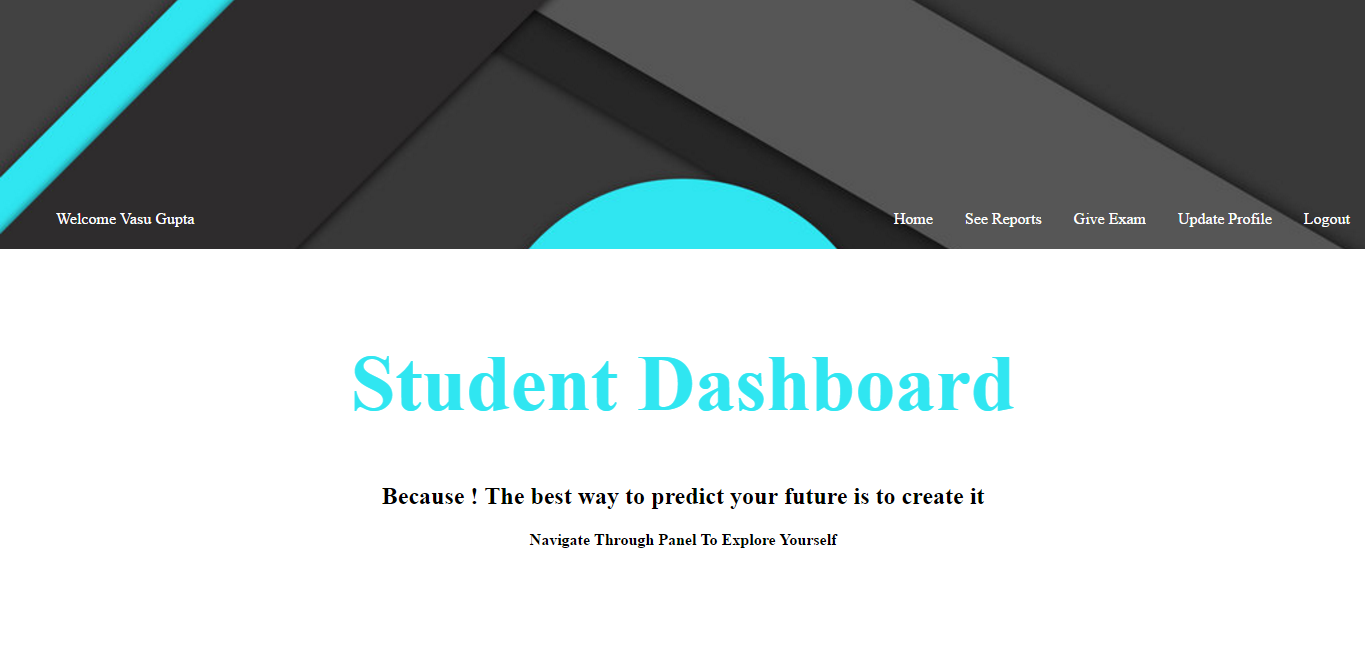 Welcome Vasu Gupta Home See Reports Give Exam Update Profile Logout
Student Dashboard
Because ! The best way to predict your future is to create it
Navigate Through Panel To Explore Yourself